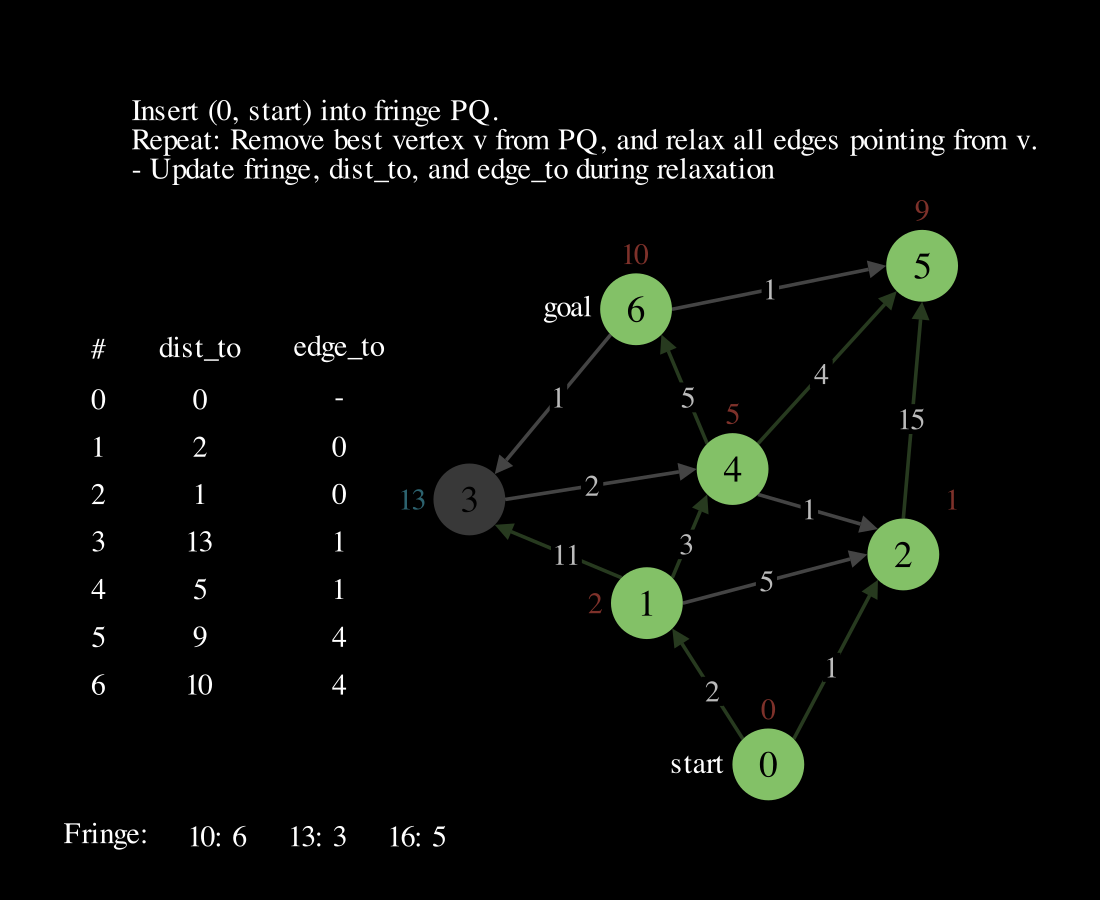 Insert (0, start) into fringe PQ.
Repeat: Remove best vertex v from PQ, and relax all edges pointing from v.
- Update fringe, dist_to, and edge_to during relaxation
9
10
5
goal
6
1
# dist_to edge_to
0 0 -
1 2 0
2 1 0
3 13 1
4 5 1
5 9 4
6 10 4
4
1
5
5
15
4
2
13
3
1
1
3
2
11
5
2
1
1
2
0
start
0
Fringe: 10: 6 13: 3 16: 5